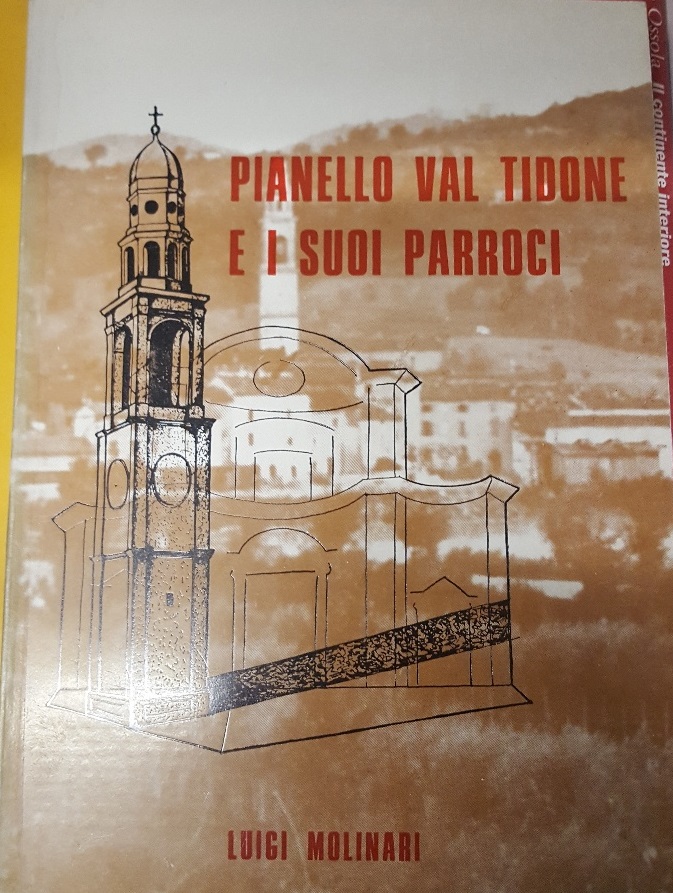 PIANELLO VAL TIDONE
E I SUOI PARROCI
LUIGI MOLINARI
Ossola Il continente interiore